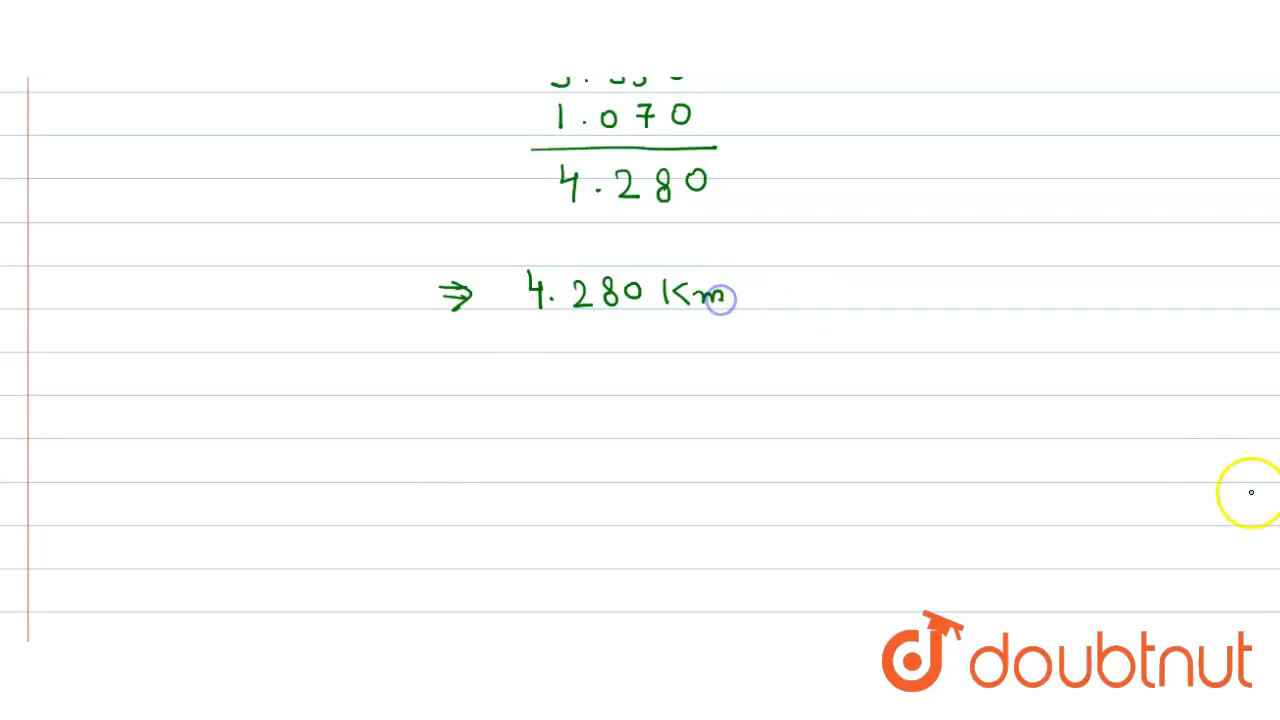 1.070
4.280
⇒ 4.280 Km
doubtnut